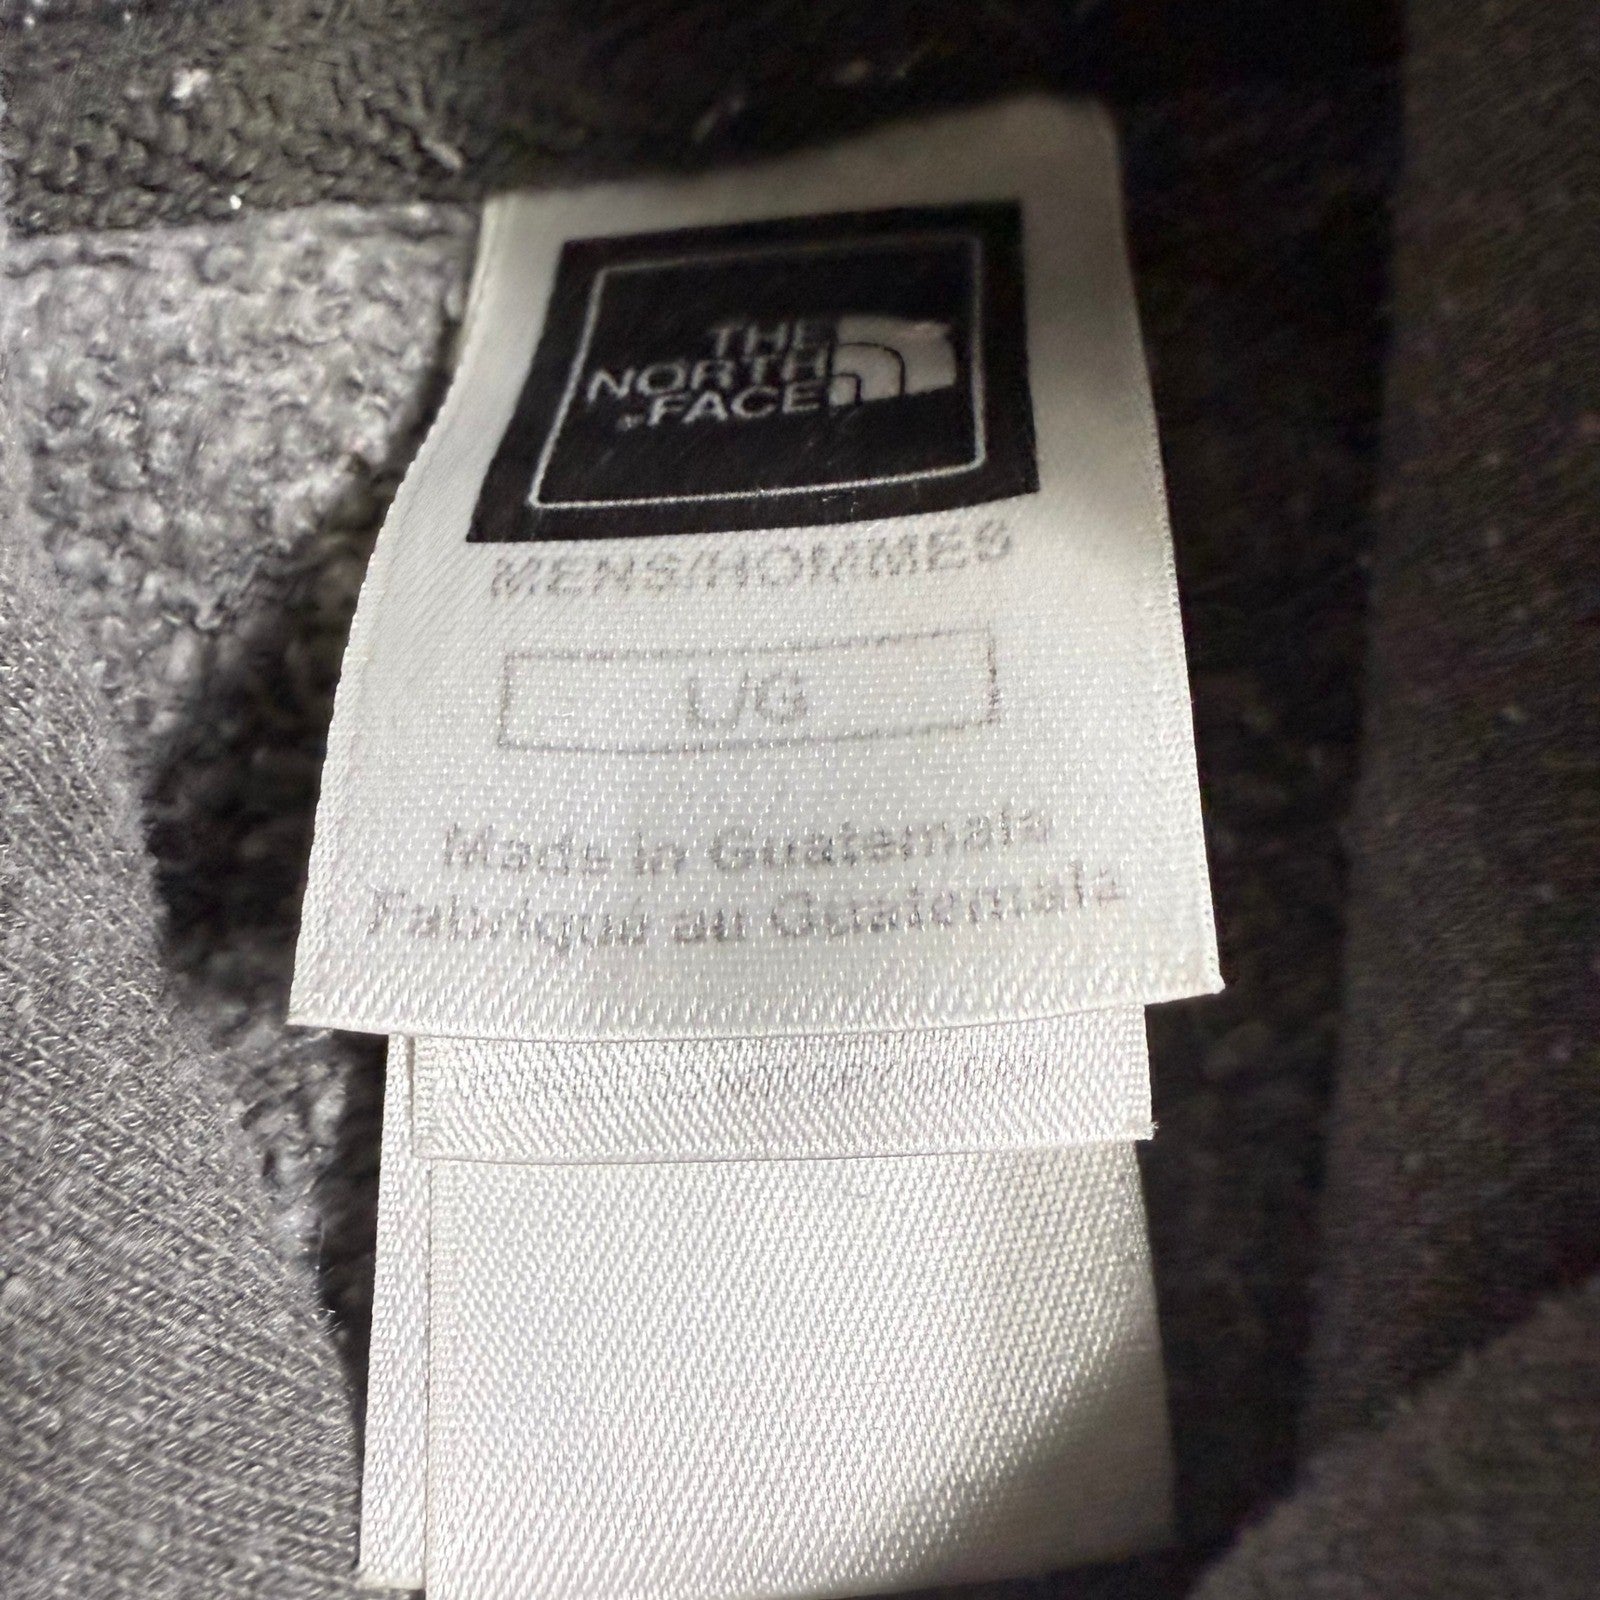 THE
NORTH
FACE
MENS/HOMMES
L/G
Made in Guatemala
Fabriqué au Guatemala